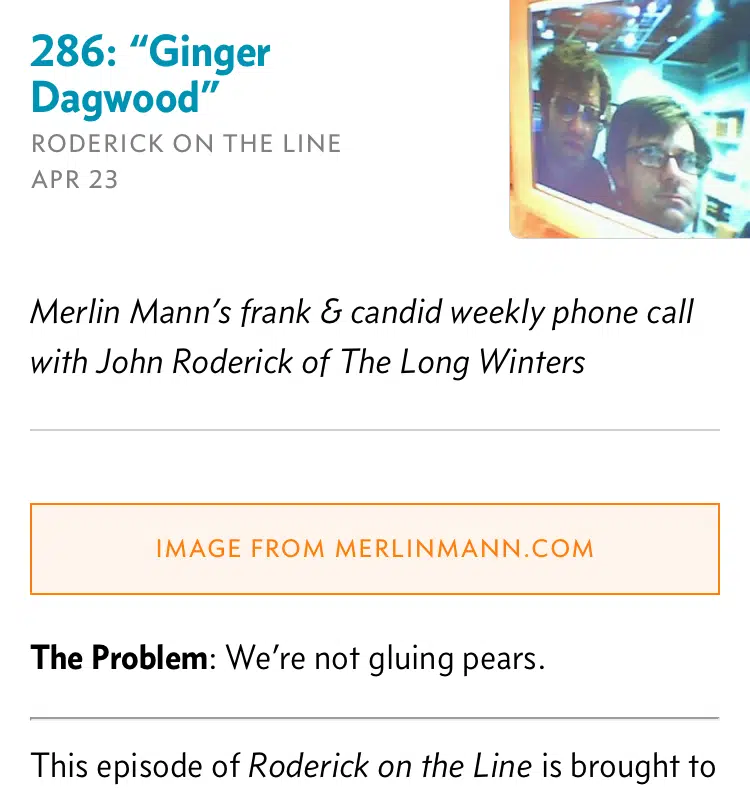 286: “Ginger
Dagwood”
RODERICK ON THE LINE
APR 23
Merlin Mann’s frank & candid weekly phone call
with John Roderick of The Long Winters
IMAGE FROM MERLINMANN.COM
The Problem: We’re not gluing pears.
This episode of Roderick on the Line is brought to